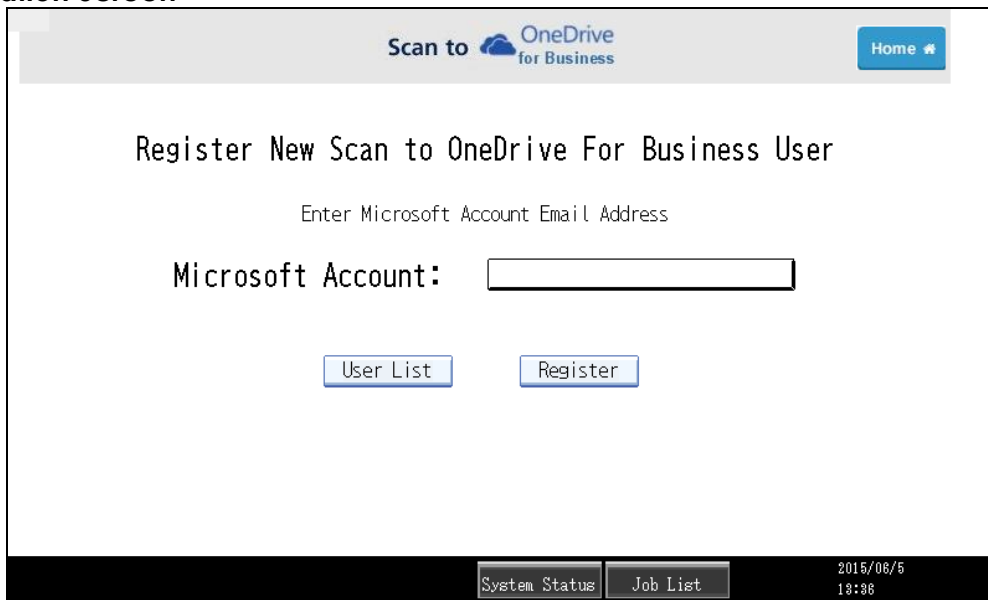 Scan to OneDrive for Business
Home
Register New Scan to OneDrive For Business User
Enter Microsoft Account Email Address
Microsoft Account:
User List Register
System Status Job List 2015/06/5
13:36